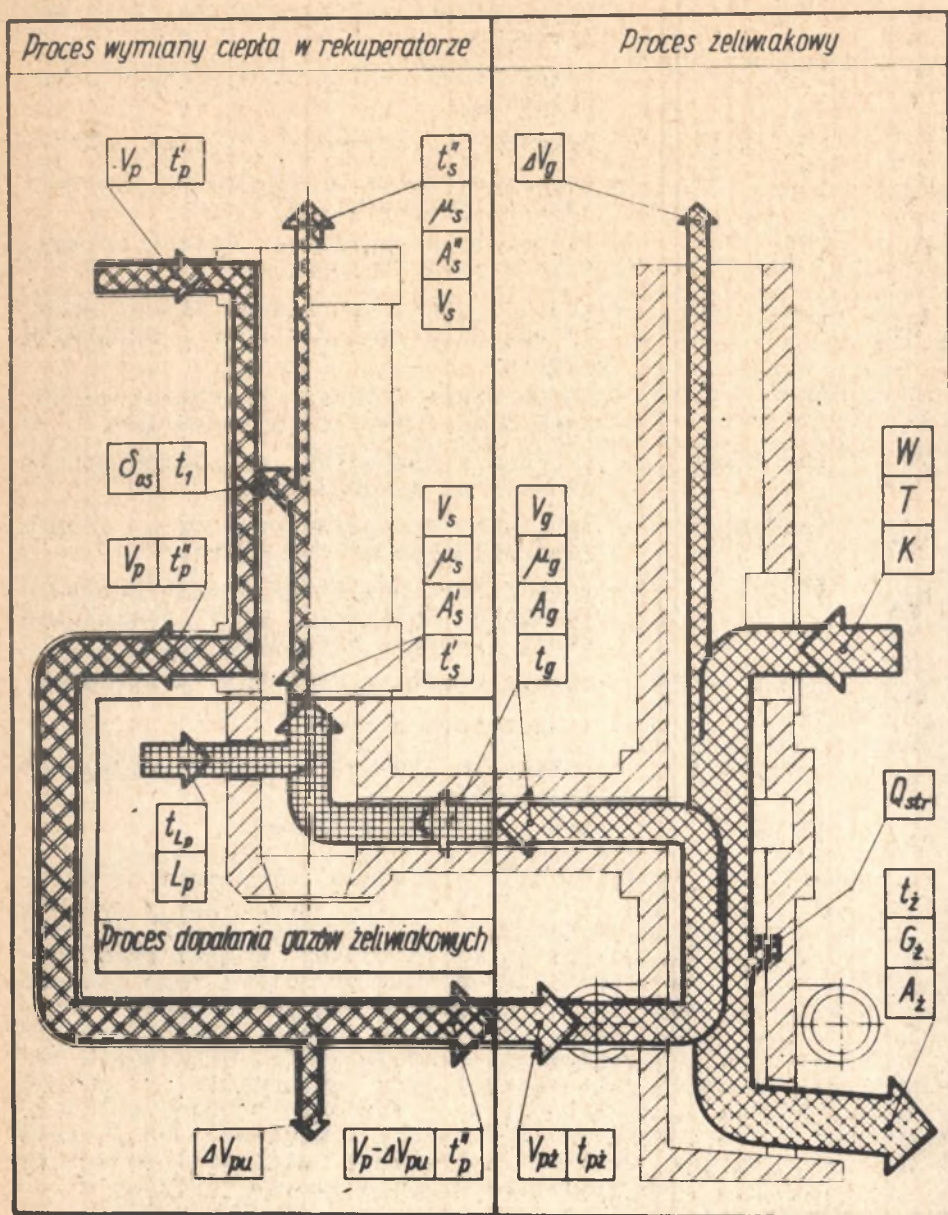 Proces wymiany ciepła w rekuperatorze
Proces żeliwiakowy
V_p t'_p
t"_s
μ_s
A"_s
V_s
ΔV_g
δ_as t_1
V_p t"_p
V_s
μ_s
A'_s
t'_s
V_g
μ_g
A_g
t_g
W
T
K
t_Lp
L_p
Q_str
t_ż
G_ż
A_ż
Proces dopalania gazów żeliwiakowych
ΔV_pu
V_p-ΔV_pu t"_p
V_pż t_pż